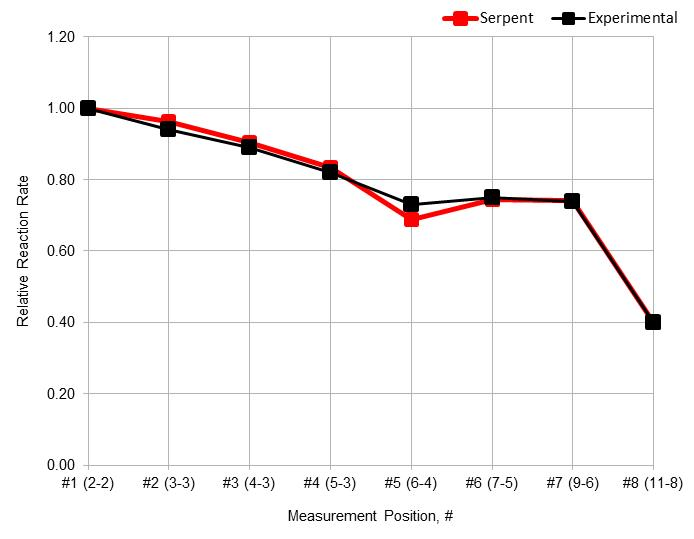 Serpent Experimental
1.20
1.00
0.80
0.60
0.40
0.20
0.00
Relative Reaction Rate
#1 (2-2) #2 (3-3) #3 (4-3) #4 (5-3) #5 (6-4) #6 (7-5) #7 (9-6) #8 (11-8)
Measurement Position, #